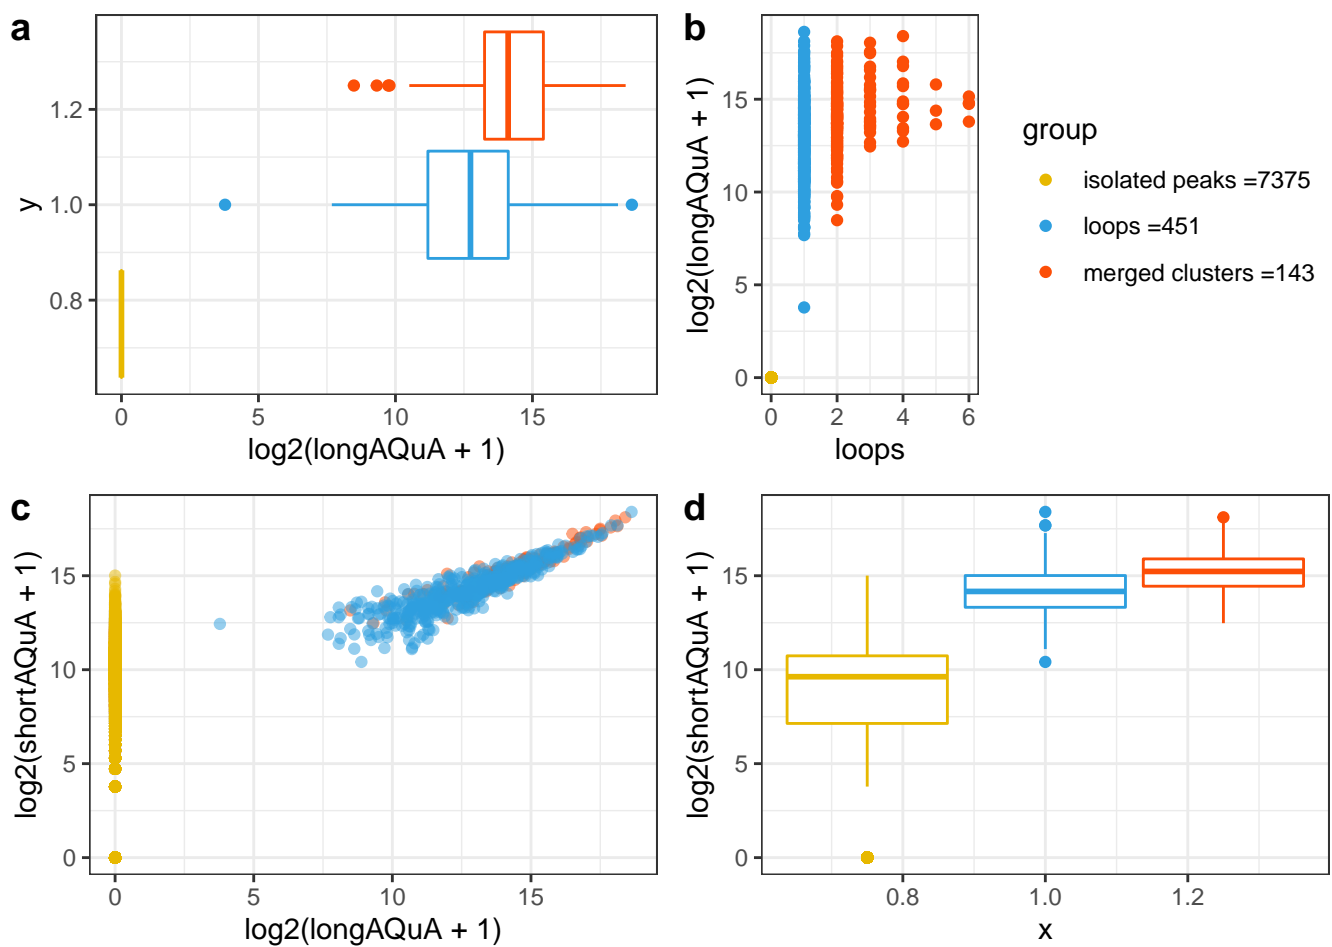 a
1.2
1.0
0.8
y
0 5 10 15
log2(longAQuA + 1)
b
15
10
5
0
log2(longAQuA + 1)
0 2 4 6
loops
group
isolated peaks =7375
loops =451
merged clusters =143
c
15
10
5
0
log2(shortAQuA + 1)
0 5 10 15
log2(longAQuA + 1)
d
15
10
5
0
log2(shortAQuA + 1)
0.8 1.0 1.2
x